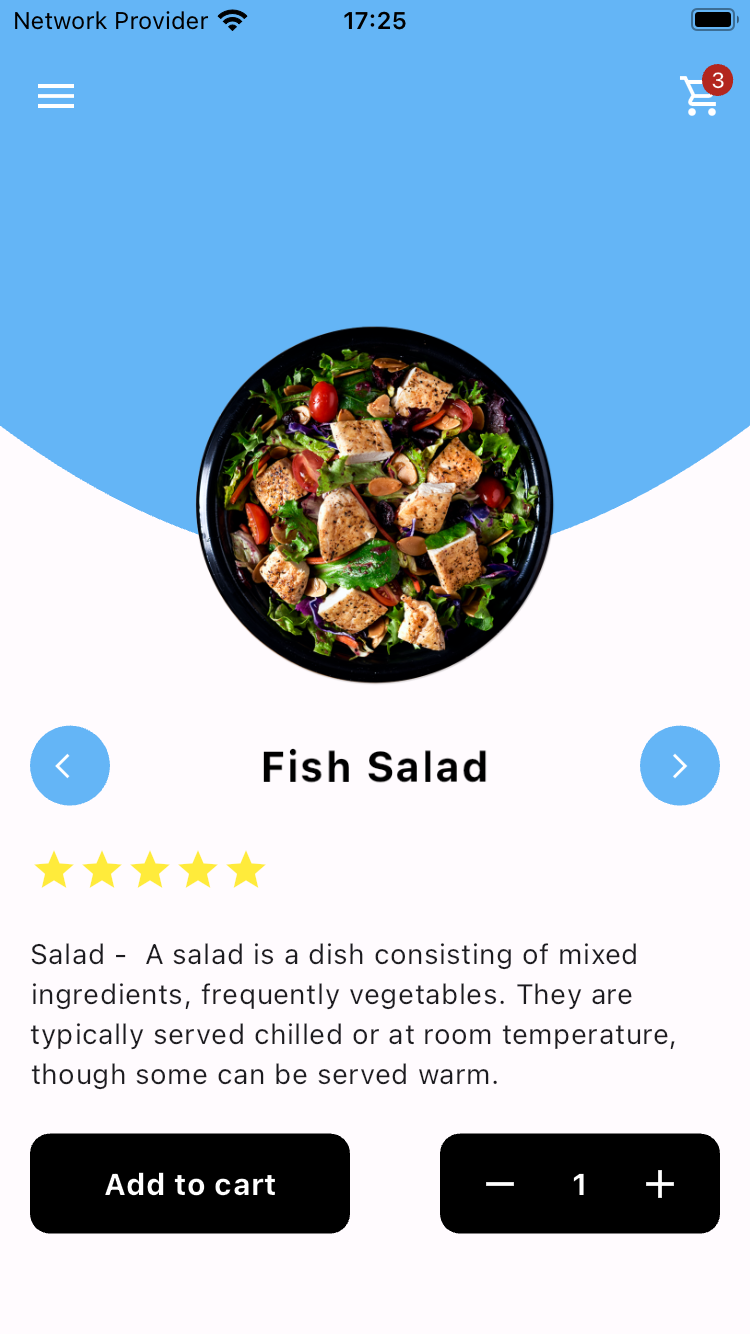 Network Provider 17:25
3
Fish Salad
Salad -  A salad is a dish consisting of mixed
ingredients, frequently vegetables. They are
typically served chilled or at room temperature,
though some can be served warm.
Add to cart
1